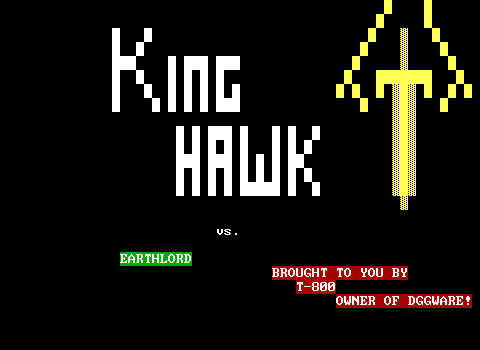 KING
HAWK
vs.
EARTHLORD
BROUGHT TO YOU BY
T-800
OWNER OF DGGWARE!